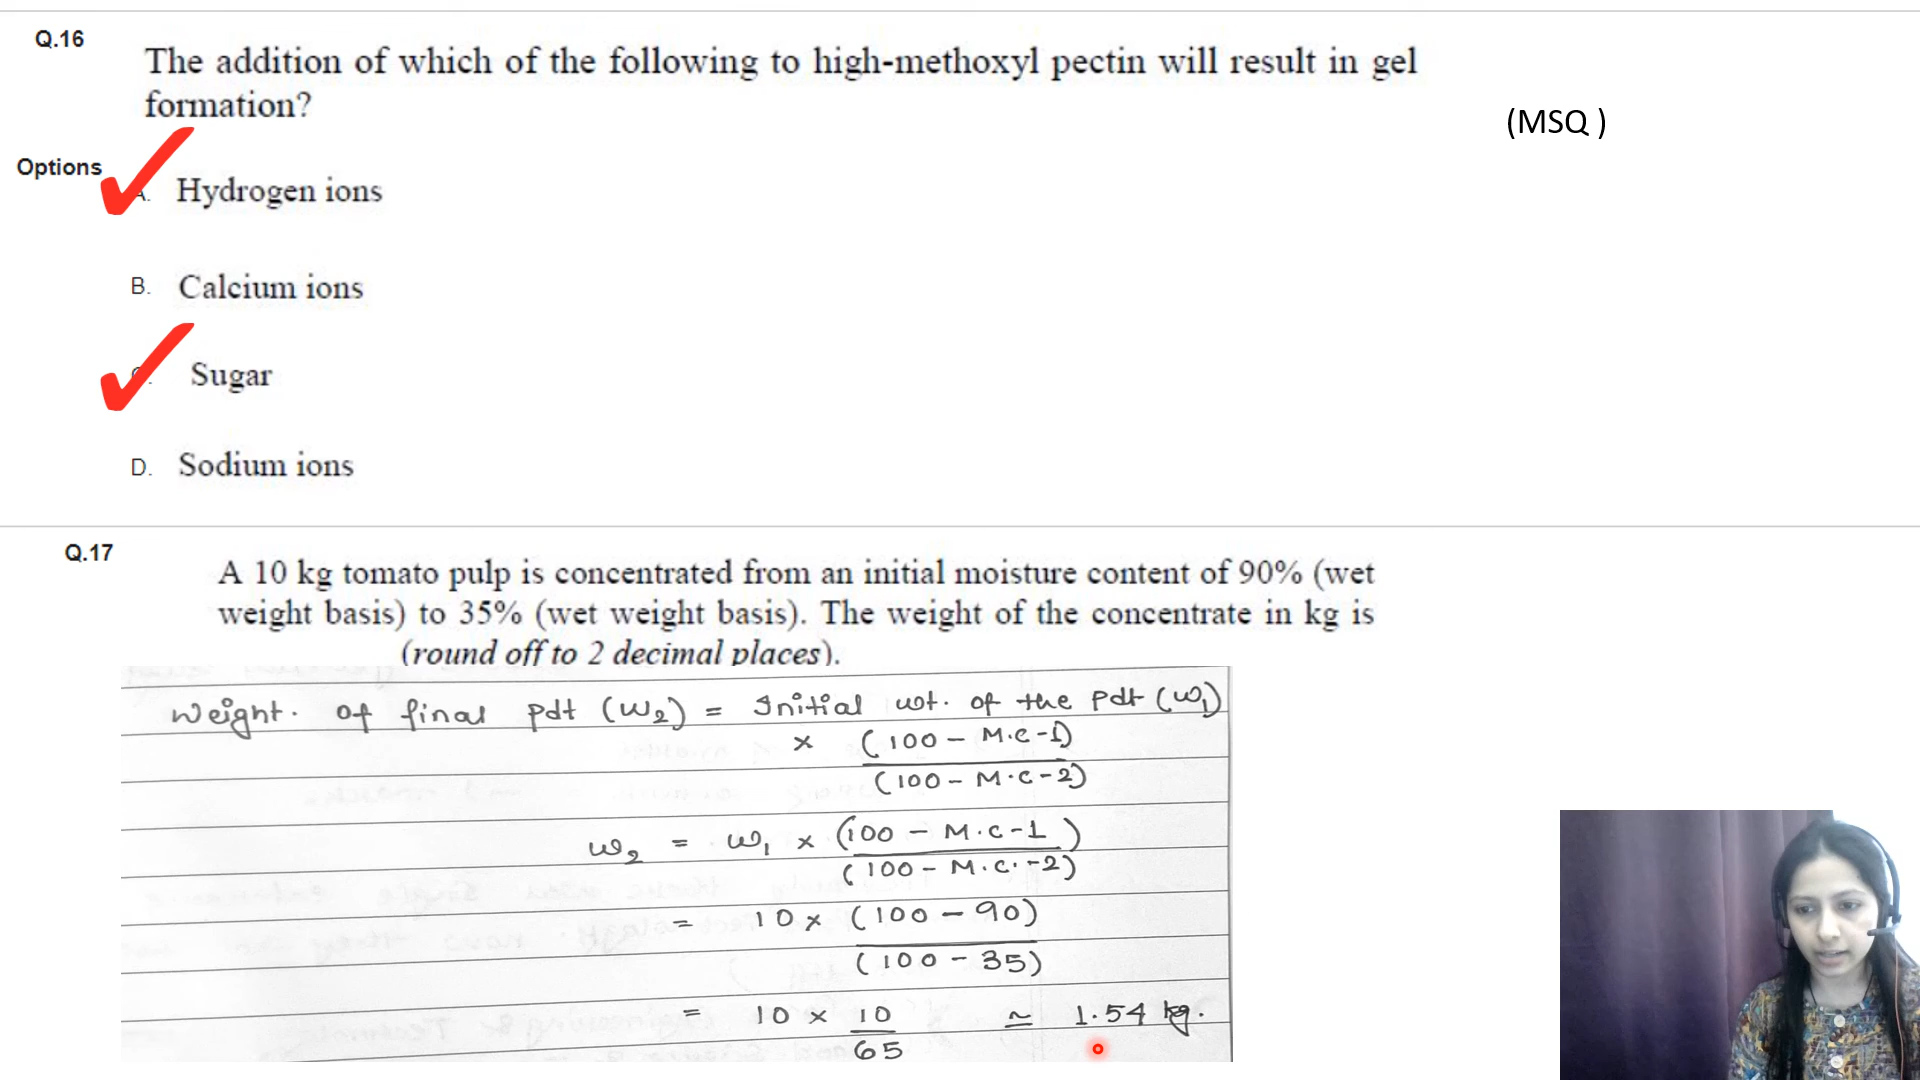 Q.16
The addition of which of the following to high-methoxyl pectin will result in gel
formation?
(MSQ )
Options
A. Hydrogen ions
B. Calcium ions
C. Sugar
D. Sodium ions
Q.17
A 10 kg tomato pulp is concentrated from an initial moisture content of 90% (wet
weight basis) to 35% (wet weight basis). The weight of the concentrate in kg is
(round off to 2 decimal places).
Weight. of final pdt (W₂) = Initial wt. of the pdt (W₁)
× (100 - M.C-1)
(100 - M.C-2)
W₂ = W₁ × (100 - M.C-1)
(100 - M.C.-2)
= 10 × (100 - 90)
(100 - 35)
= 10 × 10 ≃ 1.54 kg.
65